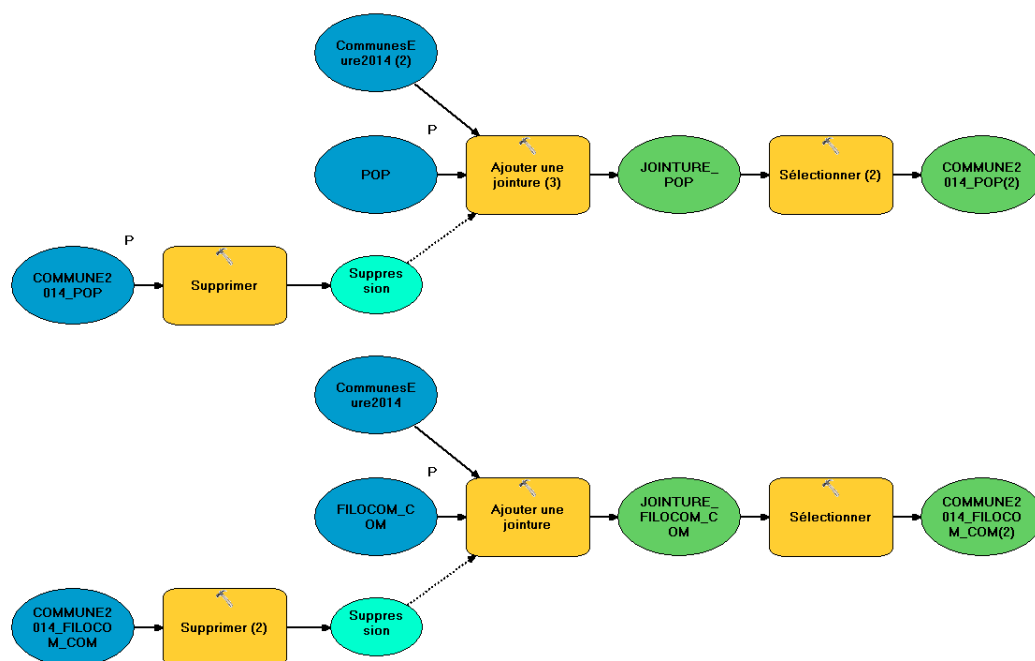 CommunesE
ure2014 (2)
P
POP
Ajouter une
jointure (3)
JOINTURE_
POP
Sélectionner (2)
COMMUNE2
014_POP(2)
P
COMMUNE2
014_POP
Supprimer
Suppres
sion
CommunesE
ure2014
P
FILOCOM_C
OM
Ajouter une
jointure
JOINTURE_
FILOCOM_C
OM
Sélectionner
COMMUNE2
014_FILOCO
M_COM(2)
COMMUNE2
014_FILOCO
M_COM
Supprimer (2)
Suppres
sion